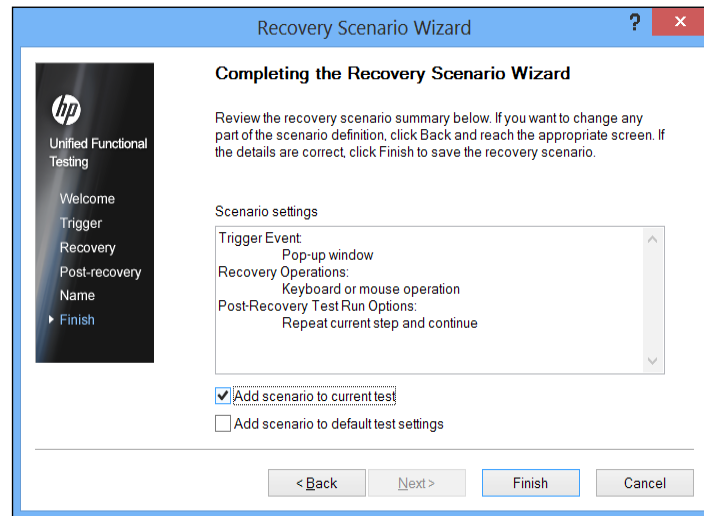 Recovery Scenario Wizard
?
x
hp
Unified Functional
Testing
Welcome
Trigger
Recovery
Post-recovery
Name
Finish
Completing the Recovery Scenario Wizard
Review the recovery scenario summary below. If you want to change any
part of the scenario definition, click Back and reach the appropriate screen. If
the details are correct, click Finish to save the recovery scenario.
Scenario settings
Trigger Event:
Pop-up window
Recovery Operations:
Keyboard or mouse operation
Post-Recovery Test Run Options:
Repeat current step and continue
Add scenario to current test
Add scenario to default test settings
< Back
Next >
Finish
Cancel